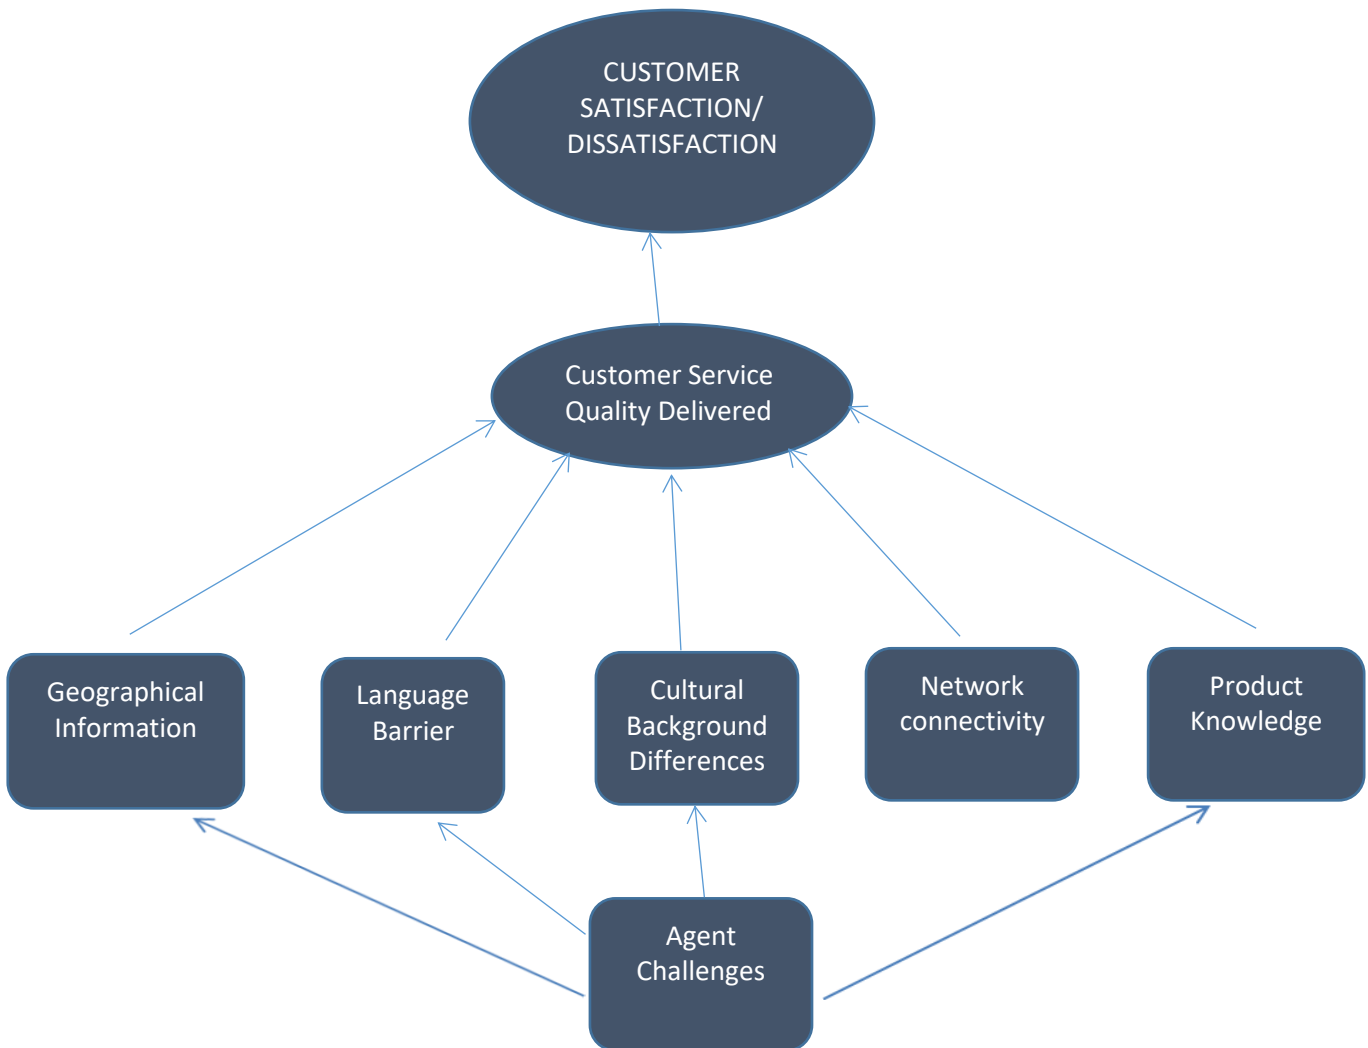 CUSTOMER
SATISFACTION/
DISSATISFACTION
Customer Service
Quality Delivered
Geographical
Information
Language
Barrier
Cultural
Background
Differences
Network
connectivity
Product
Knowledge
Agent
Challenges